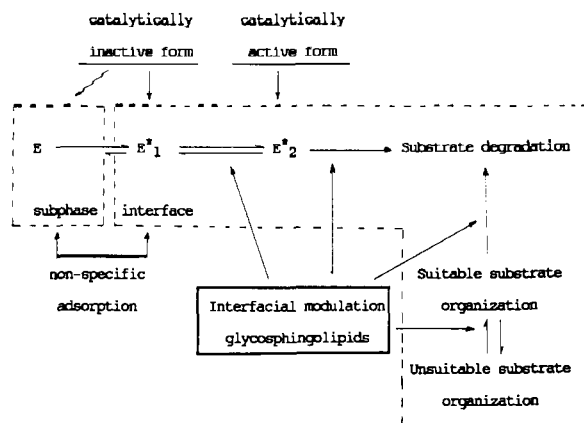 catalytically
inactive form
catalytically
active form
E
E*1
E*2
Substrate degradation
subphase
interface
non-specific
adsorption
Interfacial modulation
glycosphingolipids
Suitable substrate
organization
Unsuitable substrate
organization